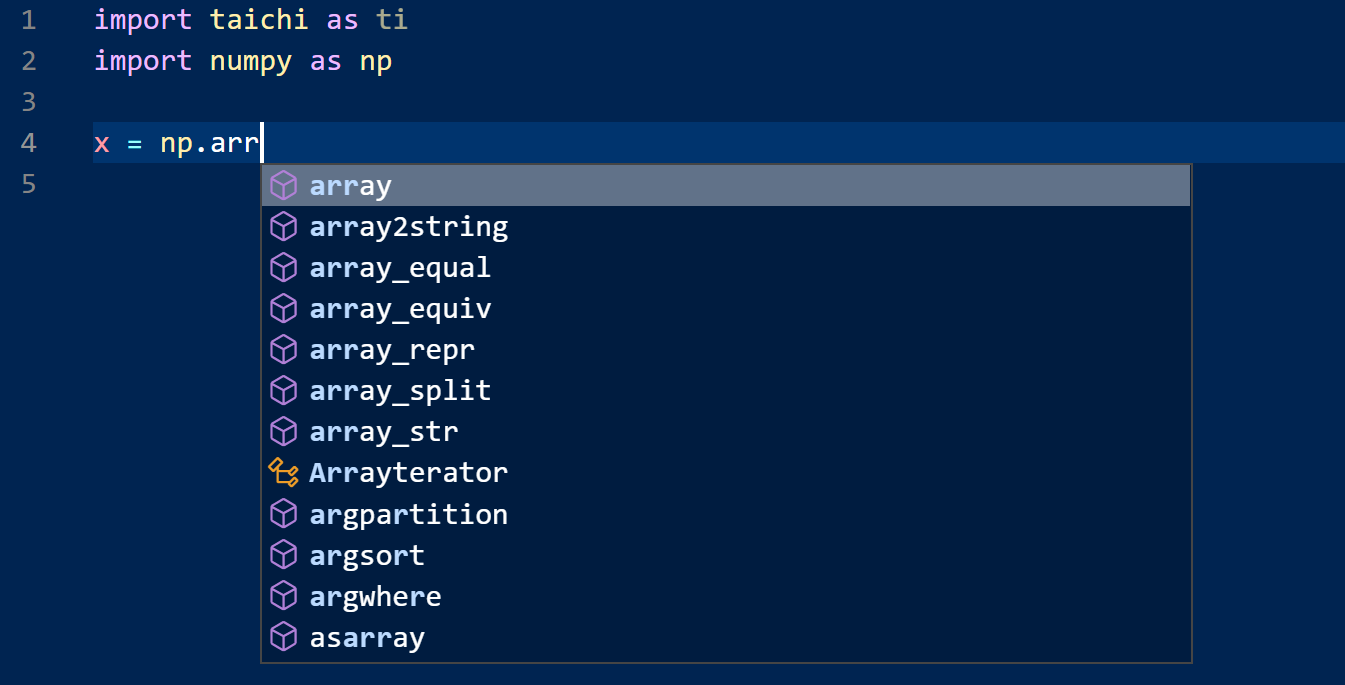 1 import taichi as ti
2 import numpy as np
3
4 x = np.arr
5
array
array2string
array_equal
array_equiv
array_repr
array_split
array_str
Arrayterator
argpartition
argsort
argwhere
asarray